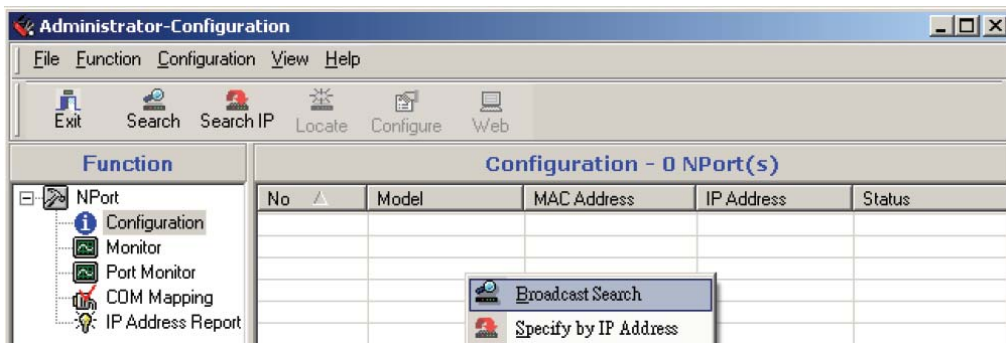 Administrator-Configuration
File Function Configuration View Help
Exit Search Search IP Locate Configure Web
Function
Configuration - 0 NPort(s)
NPort
Configuration
Monitor
Port Monitor
COM Mapping
IP Address Report
No Model MAC Address IP Address Status
Broadcast Search
Specify by IP Address